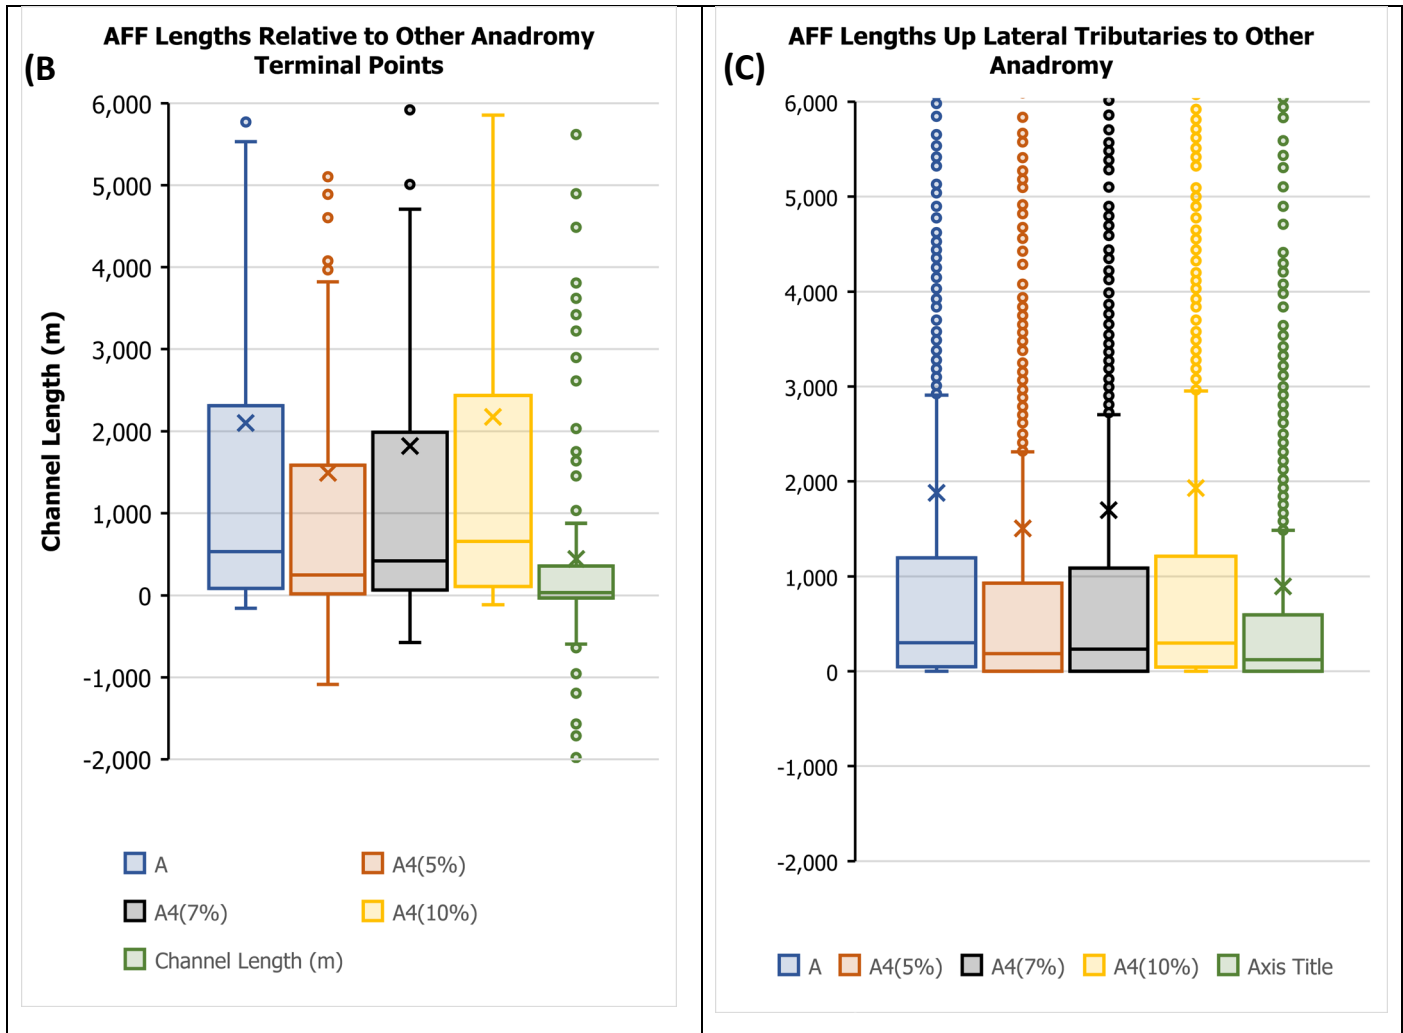 (B
AFF Lengths Relative to Other Anadromy
Terminal Points
Channel Length (m)
6,000
5,000
4,000
3,000
2,000
1,000
0
-1,000
-2,000
A
A4(5%)
A4(7%)
A4(10%)
Channel Length (m)
(C)
AFF Lengths Up Lateral Tributaries to Other
Anadromy
6,000
5,000
4,000
3,000
2,000
1,000
0
-1,000
-2,000
A A4(5%) A4(7%) A4(10%) Axis Title